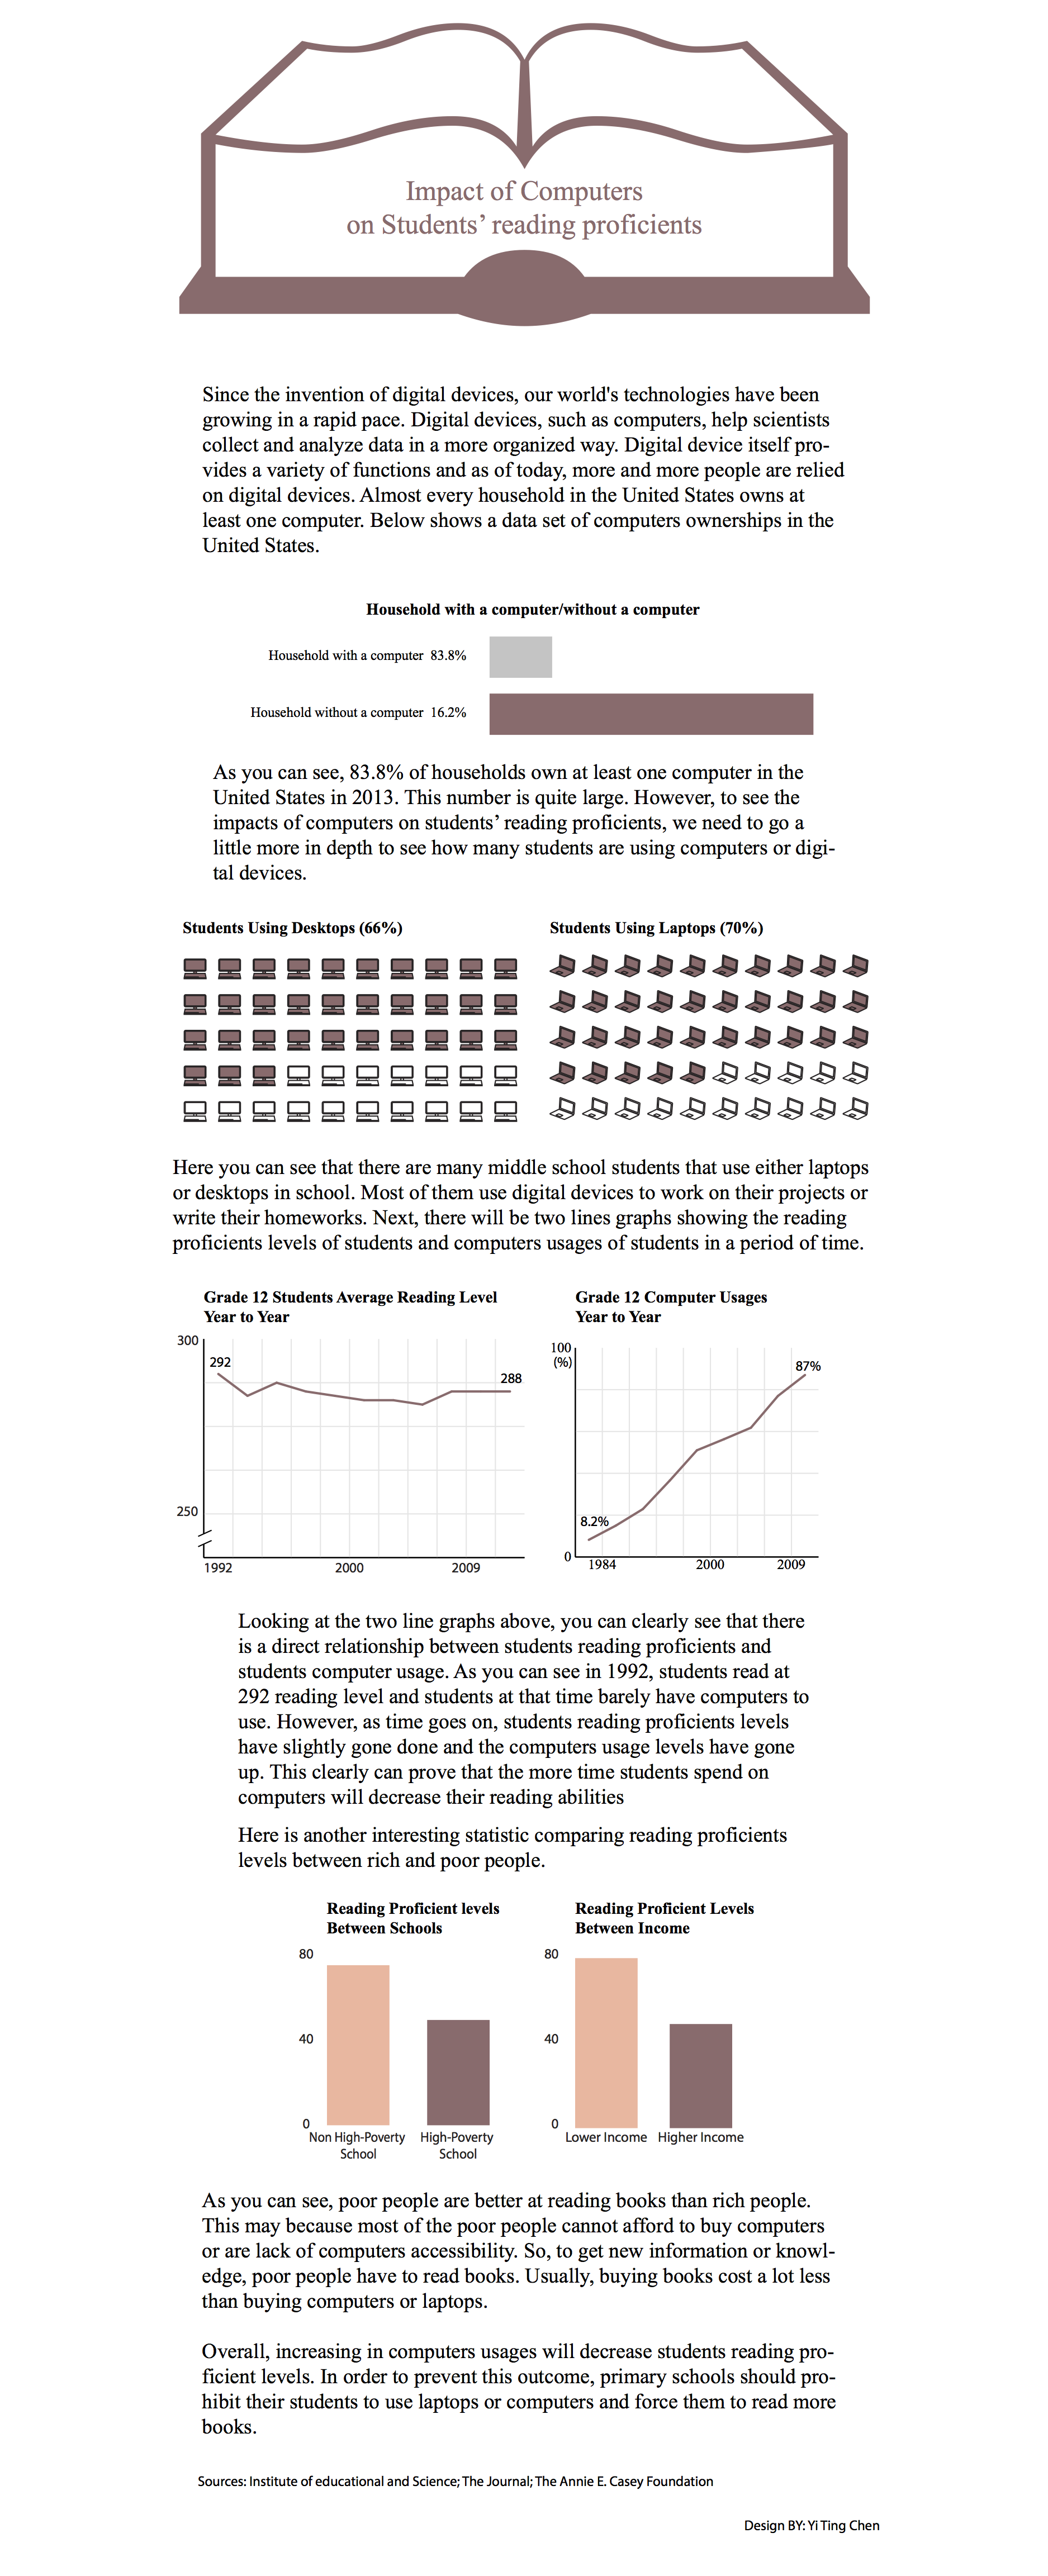 Impact of Computers
on Students’ reading proficients
Since the invention of digital devices, our world's technologies have been
growing in a rapid pace. Digital devices, such as computers, help scientists
collect and analyze data in a more organized way. Digital device itself pro-
vides a variety of functions and as of today, more and more people are relied
on digital devices. Almost every household in the United States owns at
least one computer. Below shows a data set of computers ownerships in the
United States.
Household with a computer/without a computer
Household with a computer 83.8%
Household without a computer 16.2%
As you can see, 83.8% of households own at least one computer in the
United States in 2013. This number is quite large. However, to see the
impacts of computers on students’ reading proficients, we need to go a
little more in depth to see how many students are using computers or digi-
tal devices.
Students Using Desktops (66%)
Students Using Laptops (70%)
Here you can see that there are many middle school students that use either laptops
or desktops in school. Most of them use digital devices to work on their projects or
write their homeworks. Next, there will be two lines graphs showing the reading
proficients levels of students and computers usages of students in a period of time.
Grade 12 Students Average Reading Level
Year to Year
300
292
288
250
1992
2000
2009
Grade 12 Computer Usages
Year to Year
100
(%)
87%
8.2%
0
1984
2000
2009
Looking at the two line graphs above, you can clearly see that there
is a direct relationship between students reading proficients and
students computer usage. As you can see in 1992, students read at
292 reading level and students at that time barely have computers to
use. However, as time goes on, students reading proficients levels
have slightly gone done and the computers usage levels have gone
up. This clearly can prove that the more time students spend on
computers will decrease their reading abilities
Here is another interesting statistic comparing reading proficients
levels between rich and poor people.
Reading Proficient levels
Between Schools
80
40
0
Non High-Poverty
School
High-Poverty
School
Reading Proficient Levels
Between Income
80
40
0
Lower Income
Higher Income
As you can see, poor people are better at reading books than rich people.
This may because most of the poor people cannot afford to buy computers
or are lack of computers accessibility. So, to get new information or knowl-
edge, poor people have to read books. Usually, buying books cost a lot less
than buying computers or laptops.
Overall, increasing in computers usages will decrease students reading pro-
ficient levels. In order to prevent this outcome, primary schools should pro-
hibit their students to use laptops or computers and force them to read more
books.
Sources: Institute of educational and Science; The Journal; The Annie E. Casey Foundation
Design BY: Yi Ting Chen